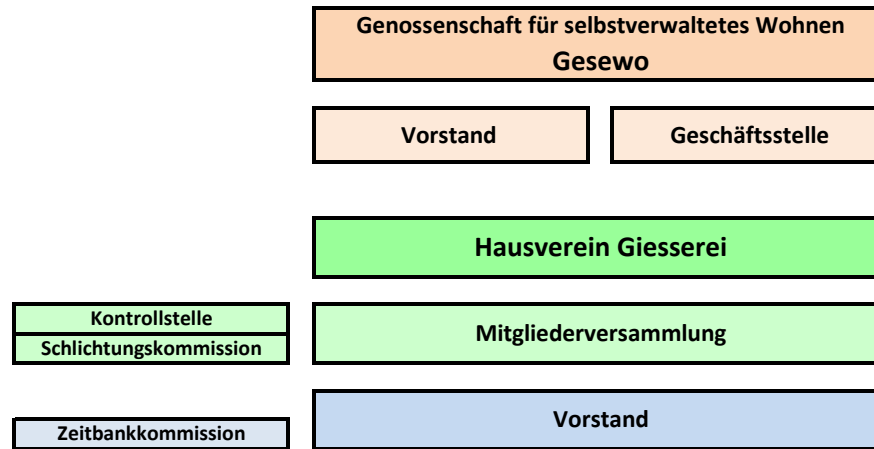 Genossenschaft für selbstverwaltetes Wohnen
Gesewo
Vorstand
Geschäftsstelle
Hausverein Giesserei
Kontrollstelle
Schlichtungskommission
Mitgliederversammlung
Vorstand
Zeitbankkommission